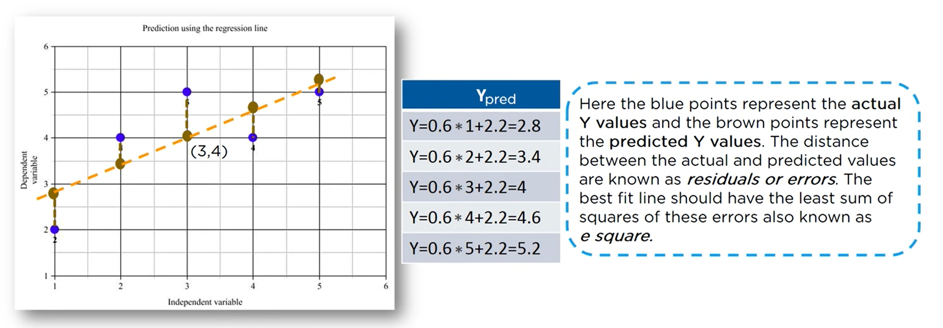 Prediction using the regression line
6
5
4
3
2
1
Dependent
variable
(3,4)
2
4
5
1 2 3 4 5 6
Independent variable
Ypred
Y=0.6*1+2.2=2.8
Y=0.6*2+2.2=3.4
Y=0.6*3+2.2=4
Y=0.6*4+2.2=4.6
Y=0.6*5+2.2=5.2
Here the blue points represent the actual
Y values and the brown points represent
the predicted Y values. The distance
between the actual and predicted values
are known as residuals or errors. The
best fit line should have the least sum of
squares of these errors also known as
e square.